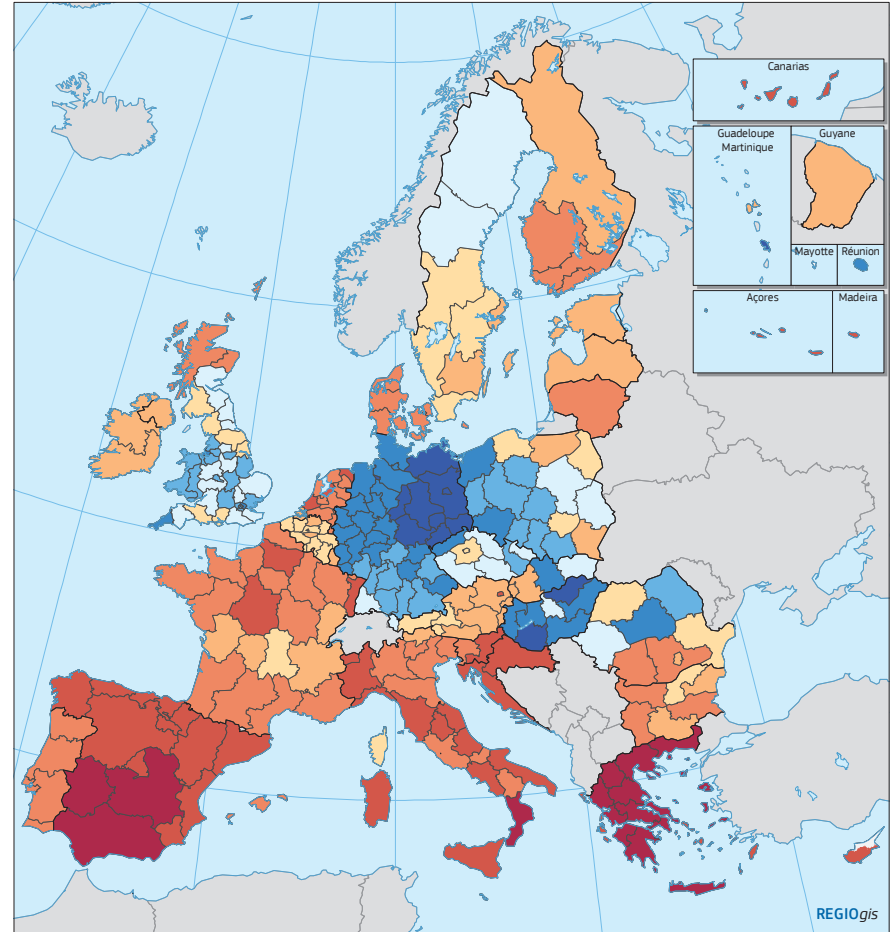 Canarias
Guadeloupe
Martinique
Guyane
Mayotte
Réunion
Açores
Madeira
REGIOgis